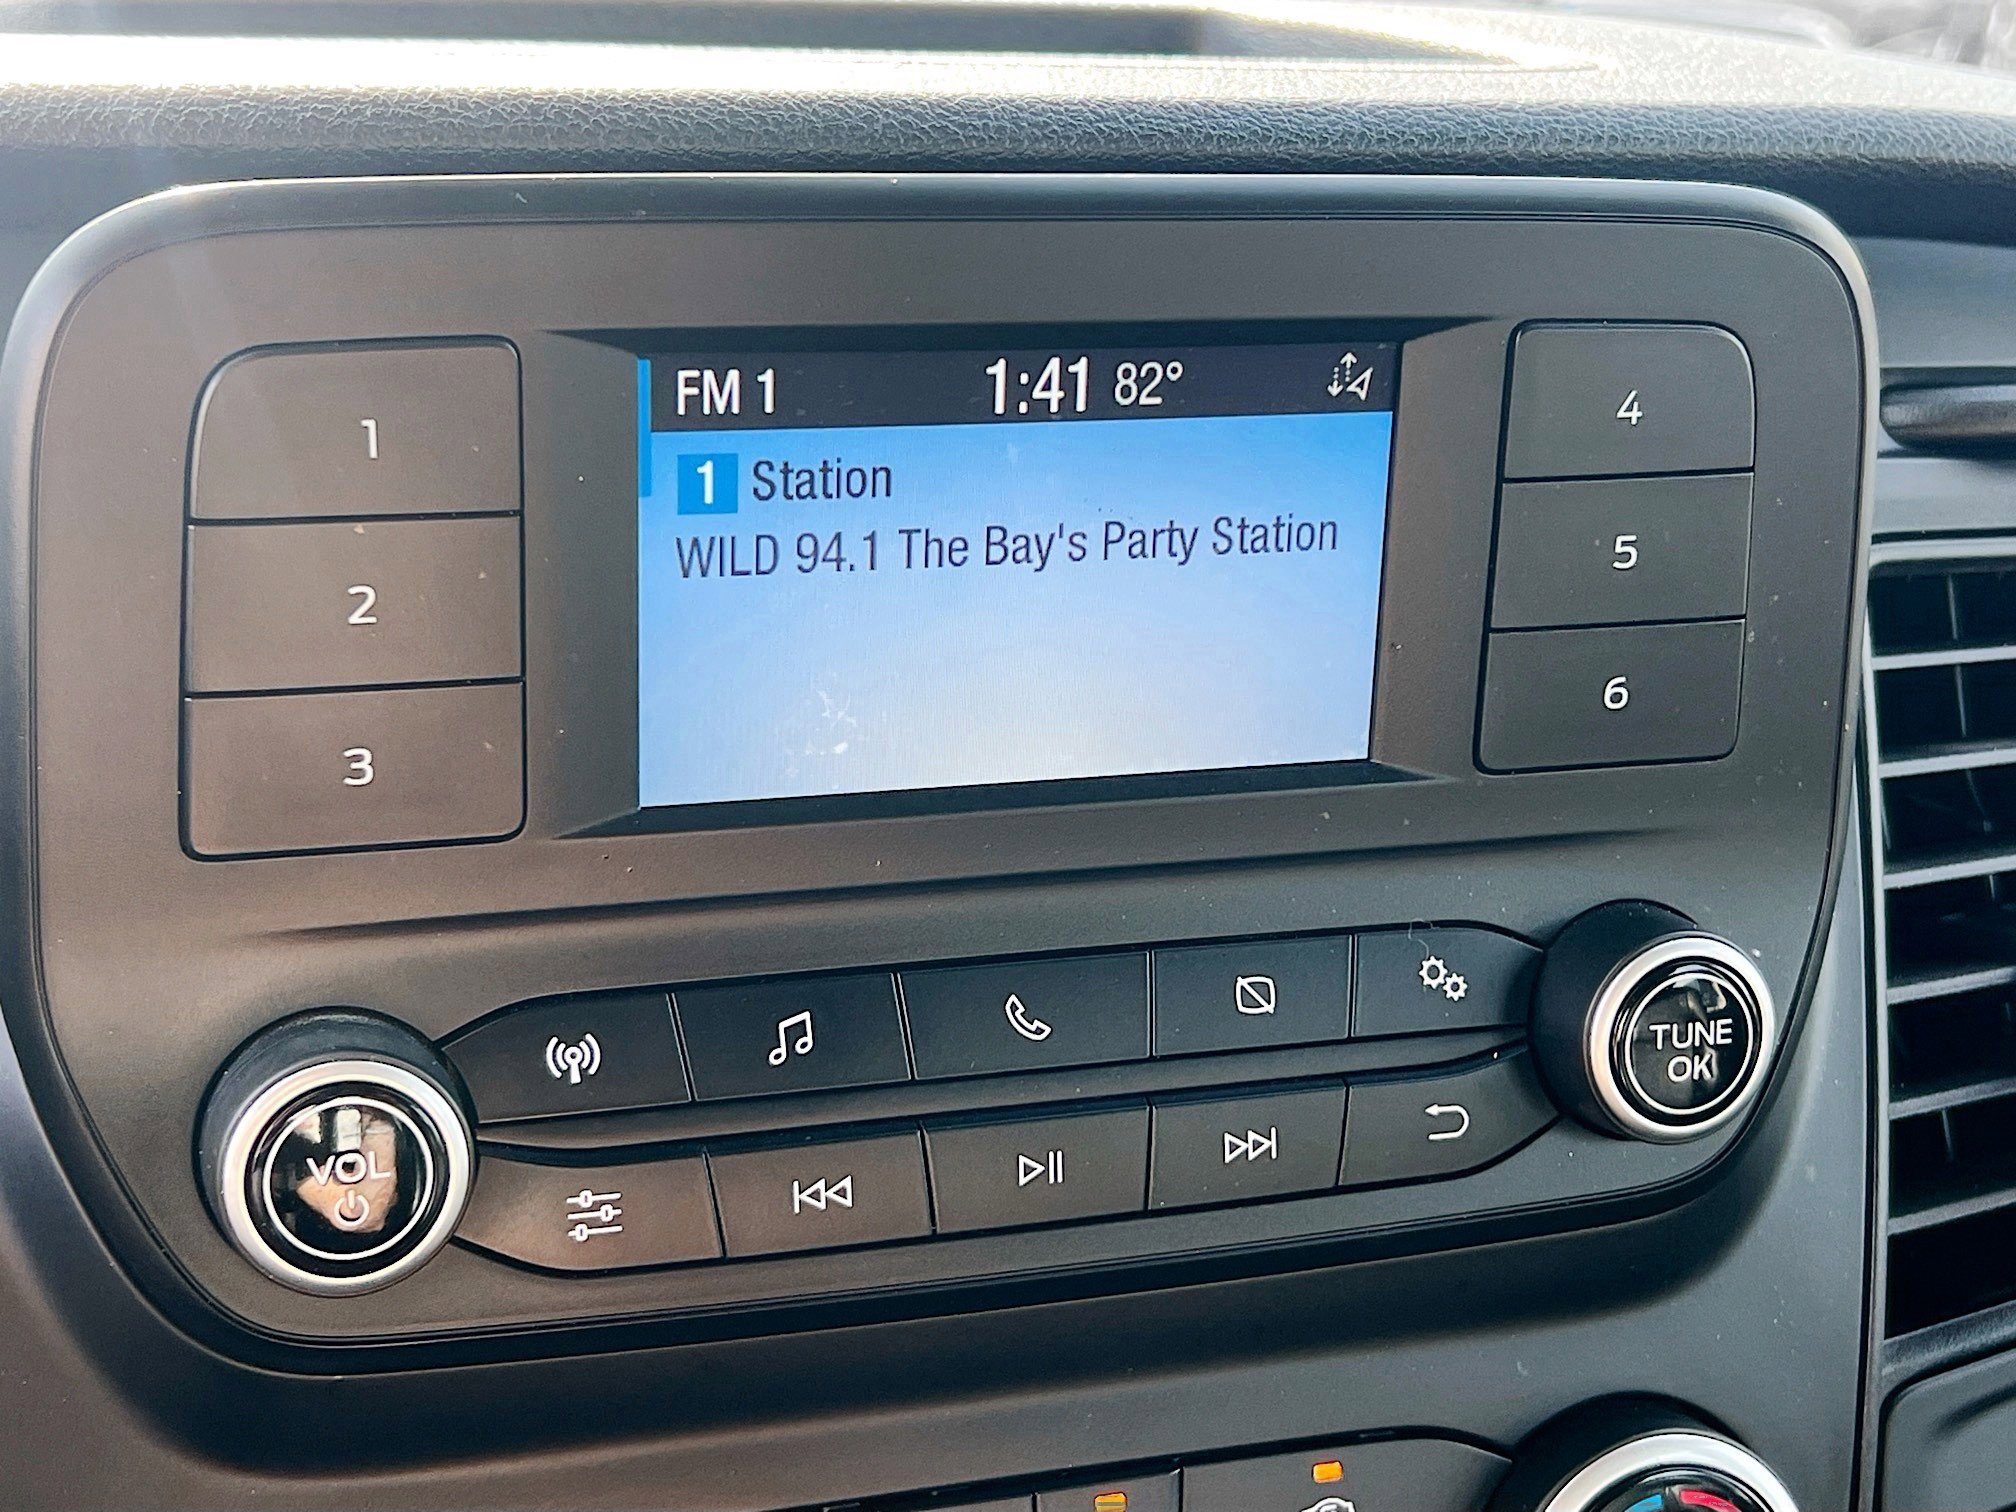 FM 1 1:41 82°
1 Station
WILD 94.1 The Bay's Party Station
1
2
3
4
5
6
VOL
TUNE
OK